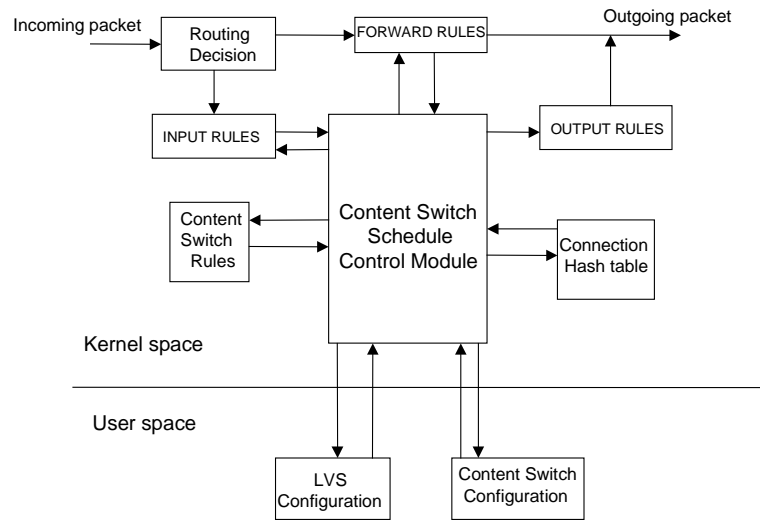 Incoming packet
Outgoing packet
Routing
Decision
FORWARD RULES
INPUT RULES
OUTPUT RULES
Content
Switch
Rules
Content Switch
Schedule
Control Module
Connection
Hash table
Kernel space
User space
LVS
Configuration
Content Switch
Configuration